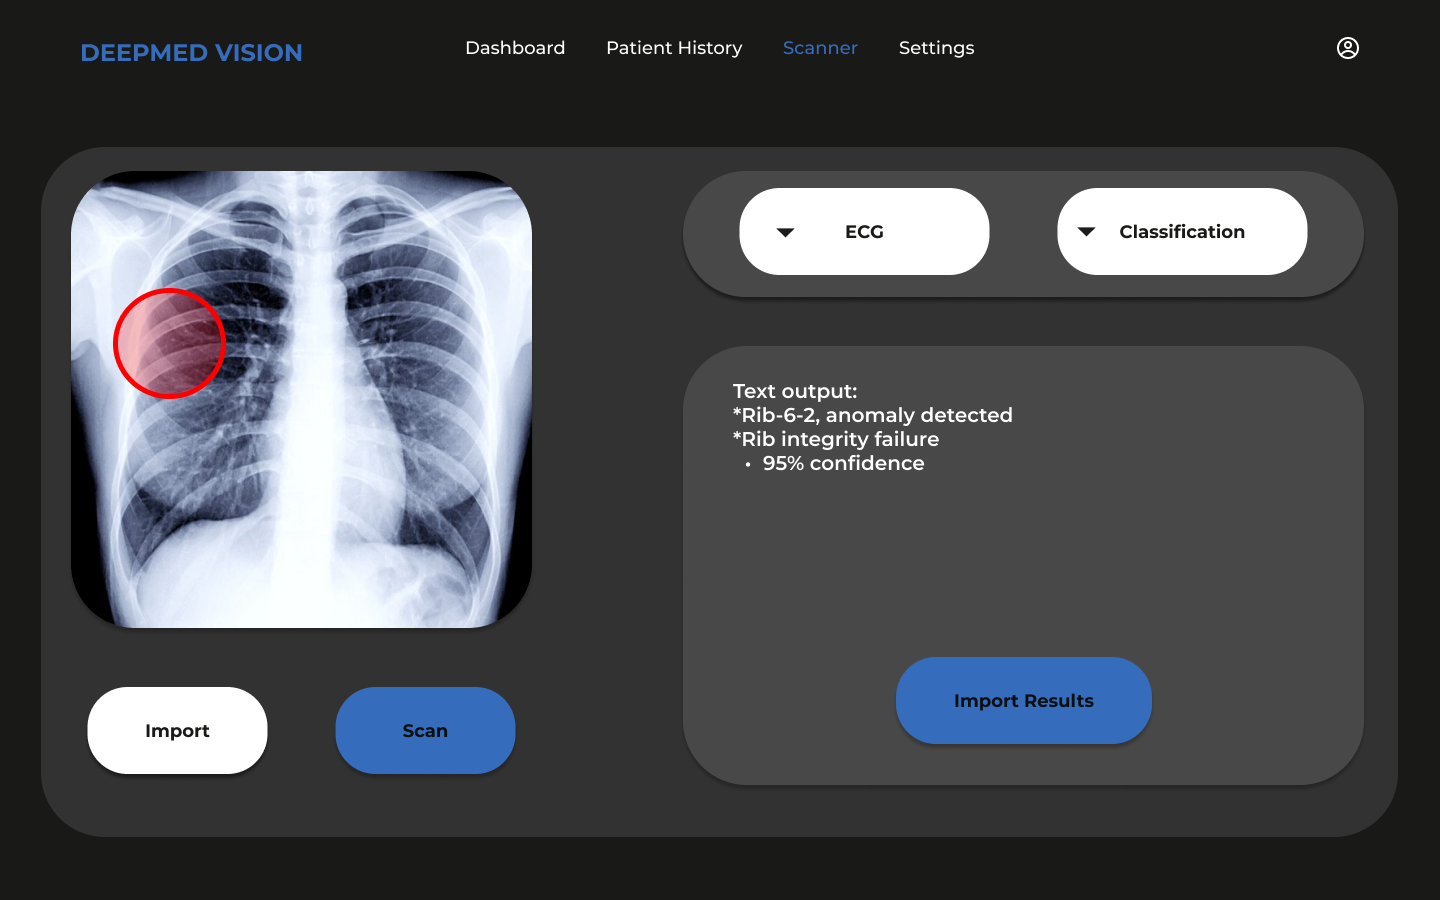 DEEPMED VISION
Dashboard
Patient History
Scanner
Settings
ECG
Classification
Text output:
*Rib-6-2, anomaly detected
*Rib integrity failure
• 95% confidence
Import Results
Import
Scan